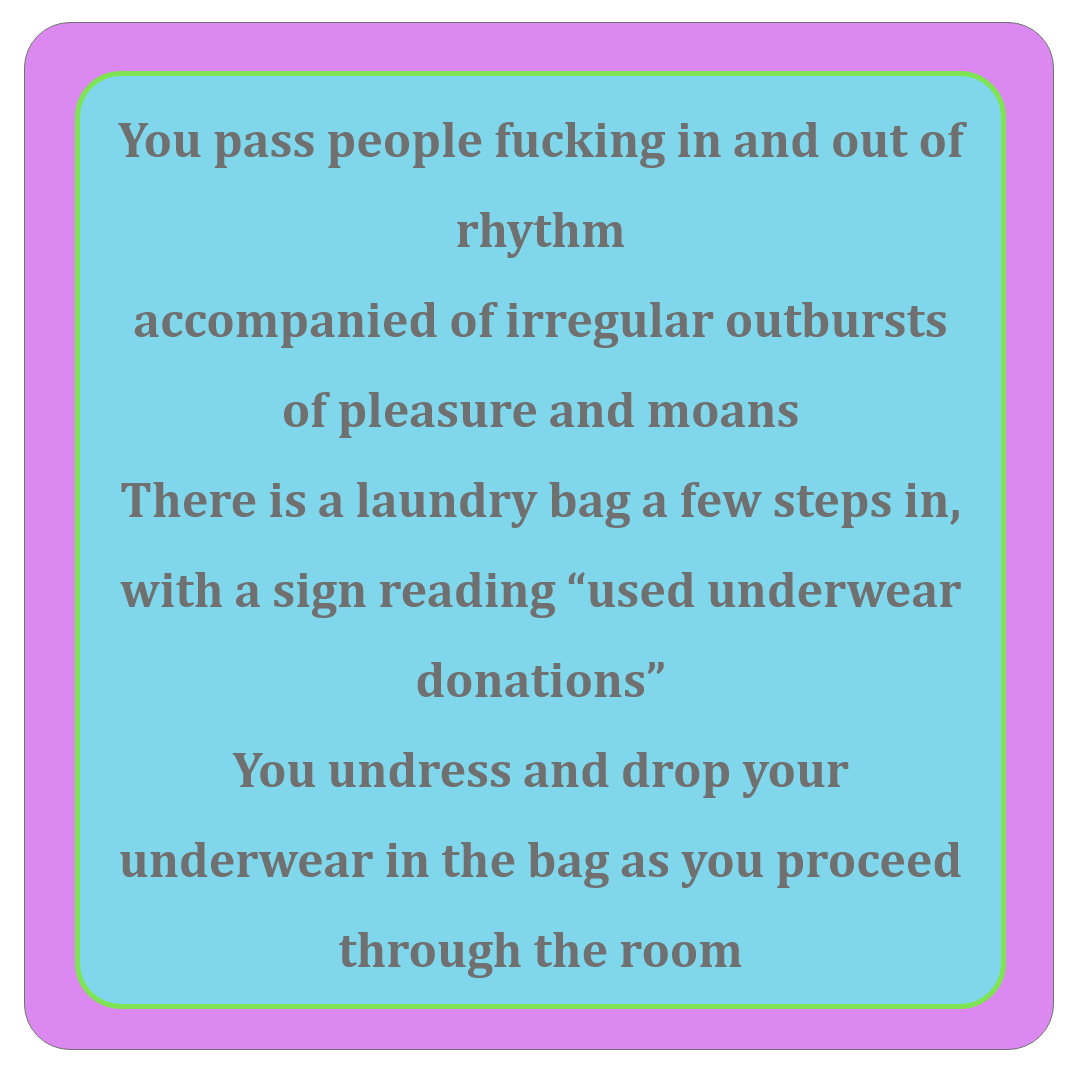 You pass people fucking in and out of
rhythm
accompanied of irregular outbursts
of pleasure and moans
There is a laundry bag a few steps in,
with a sign reading “used underwear
donations”
You undress and drop your
underwear in the bag as you proceed
through the room